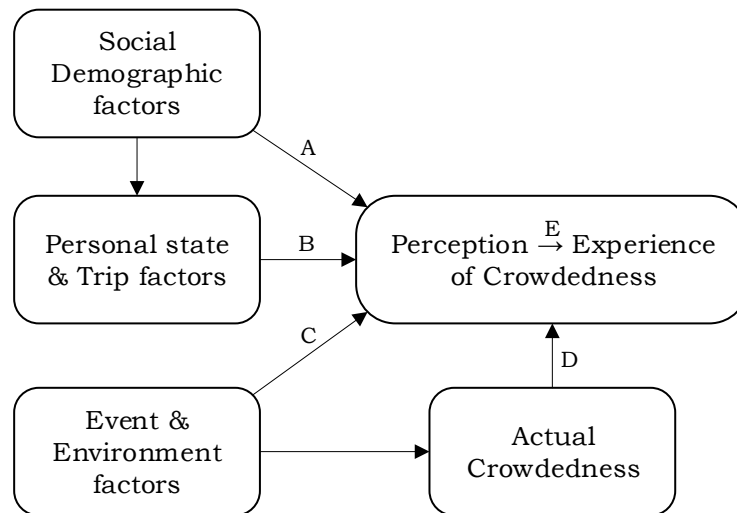 Social
Demographic
factors
A
Personal state
& Trip factors
B
Perception E→ Experience
of Crowdedness
C
D
Event &
Environment
factors
Actual
Crowdedness